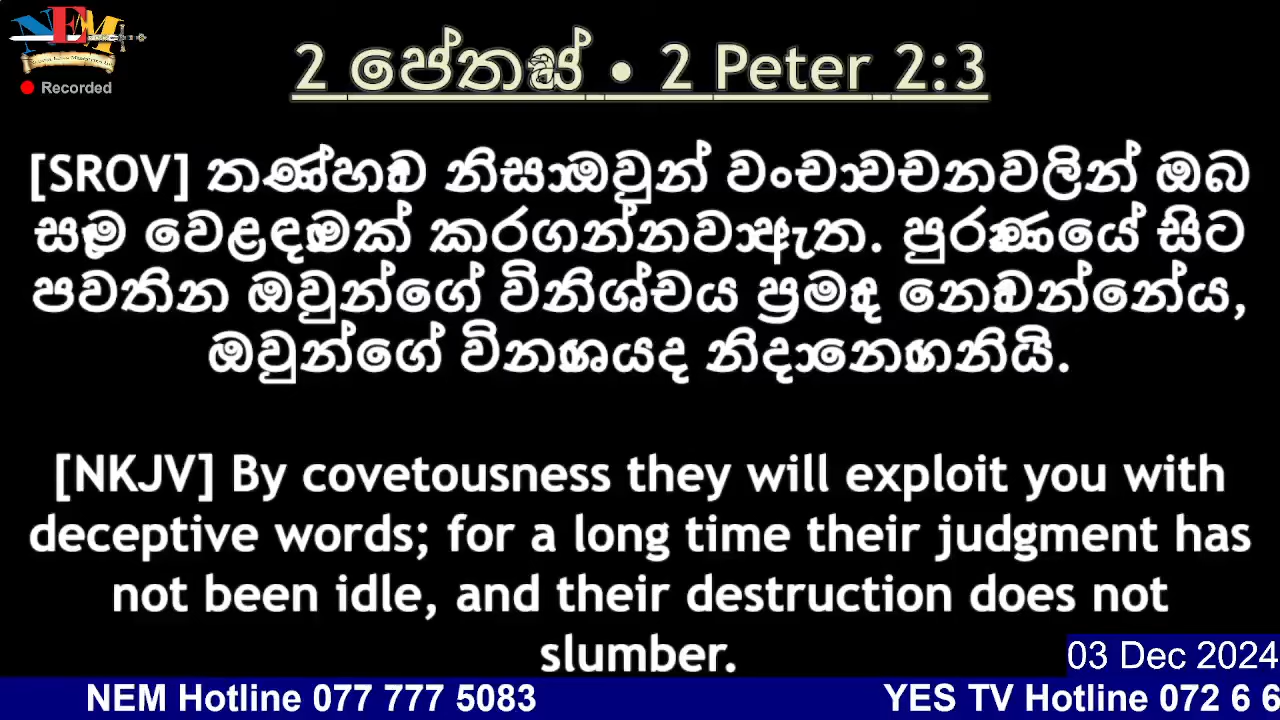 NEM
Recorded
2 පේතෘස් • 2 Peter 2:3
[SROV] තණ්හාව නිසා ඔවුන් වංචා වචනවලින් ඔබ
සමඟ වෙළඳාමක් කරගන්නවා ඇත. පුරාණයේ සිට
පවතින ඔවුන්ගේ විනිශ්චය ප්‍රමාද නොවන්නේය,
ඔවුන්ගේ විනාශයද නිදා නොගනියි.
[NKJV] By covetousness they will exploit you with
deceptive words; for a long time their judgment has
not been idle, and their destruction does not
slumber.
03 Dec 2024
NEM Hotline 077 777 5083 YES TV Hotline 072 6 6